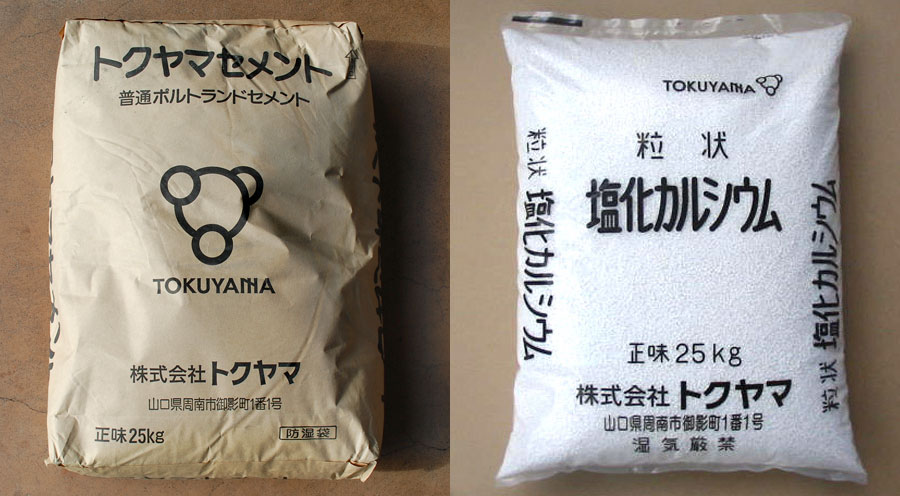 トクヤマセメント
普通ポルトランドセメント
TOKUYAMA
株式会社トクヤマ
山口県周南市御影町1番1号
正味25kg
防湿袋
TOKUYAMA
粒状
塩化カルシウム
粒状 塩化カルシウム
粒状 塩化カルシウム
正味25kg
株式会社トクヤマ
山口県周南市御影町1番1号
湿気厳禁